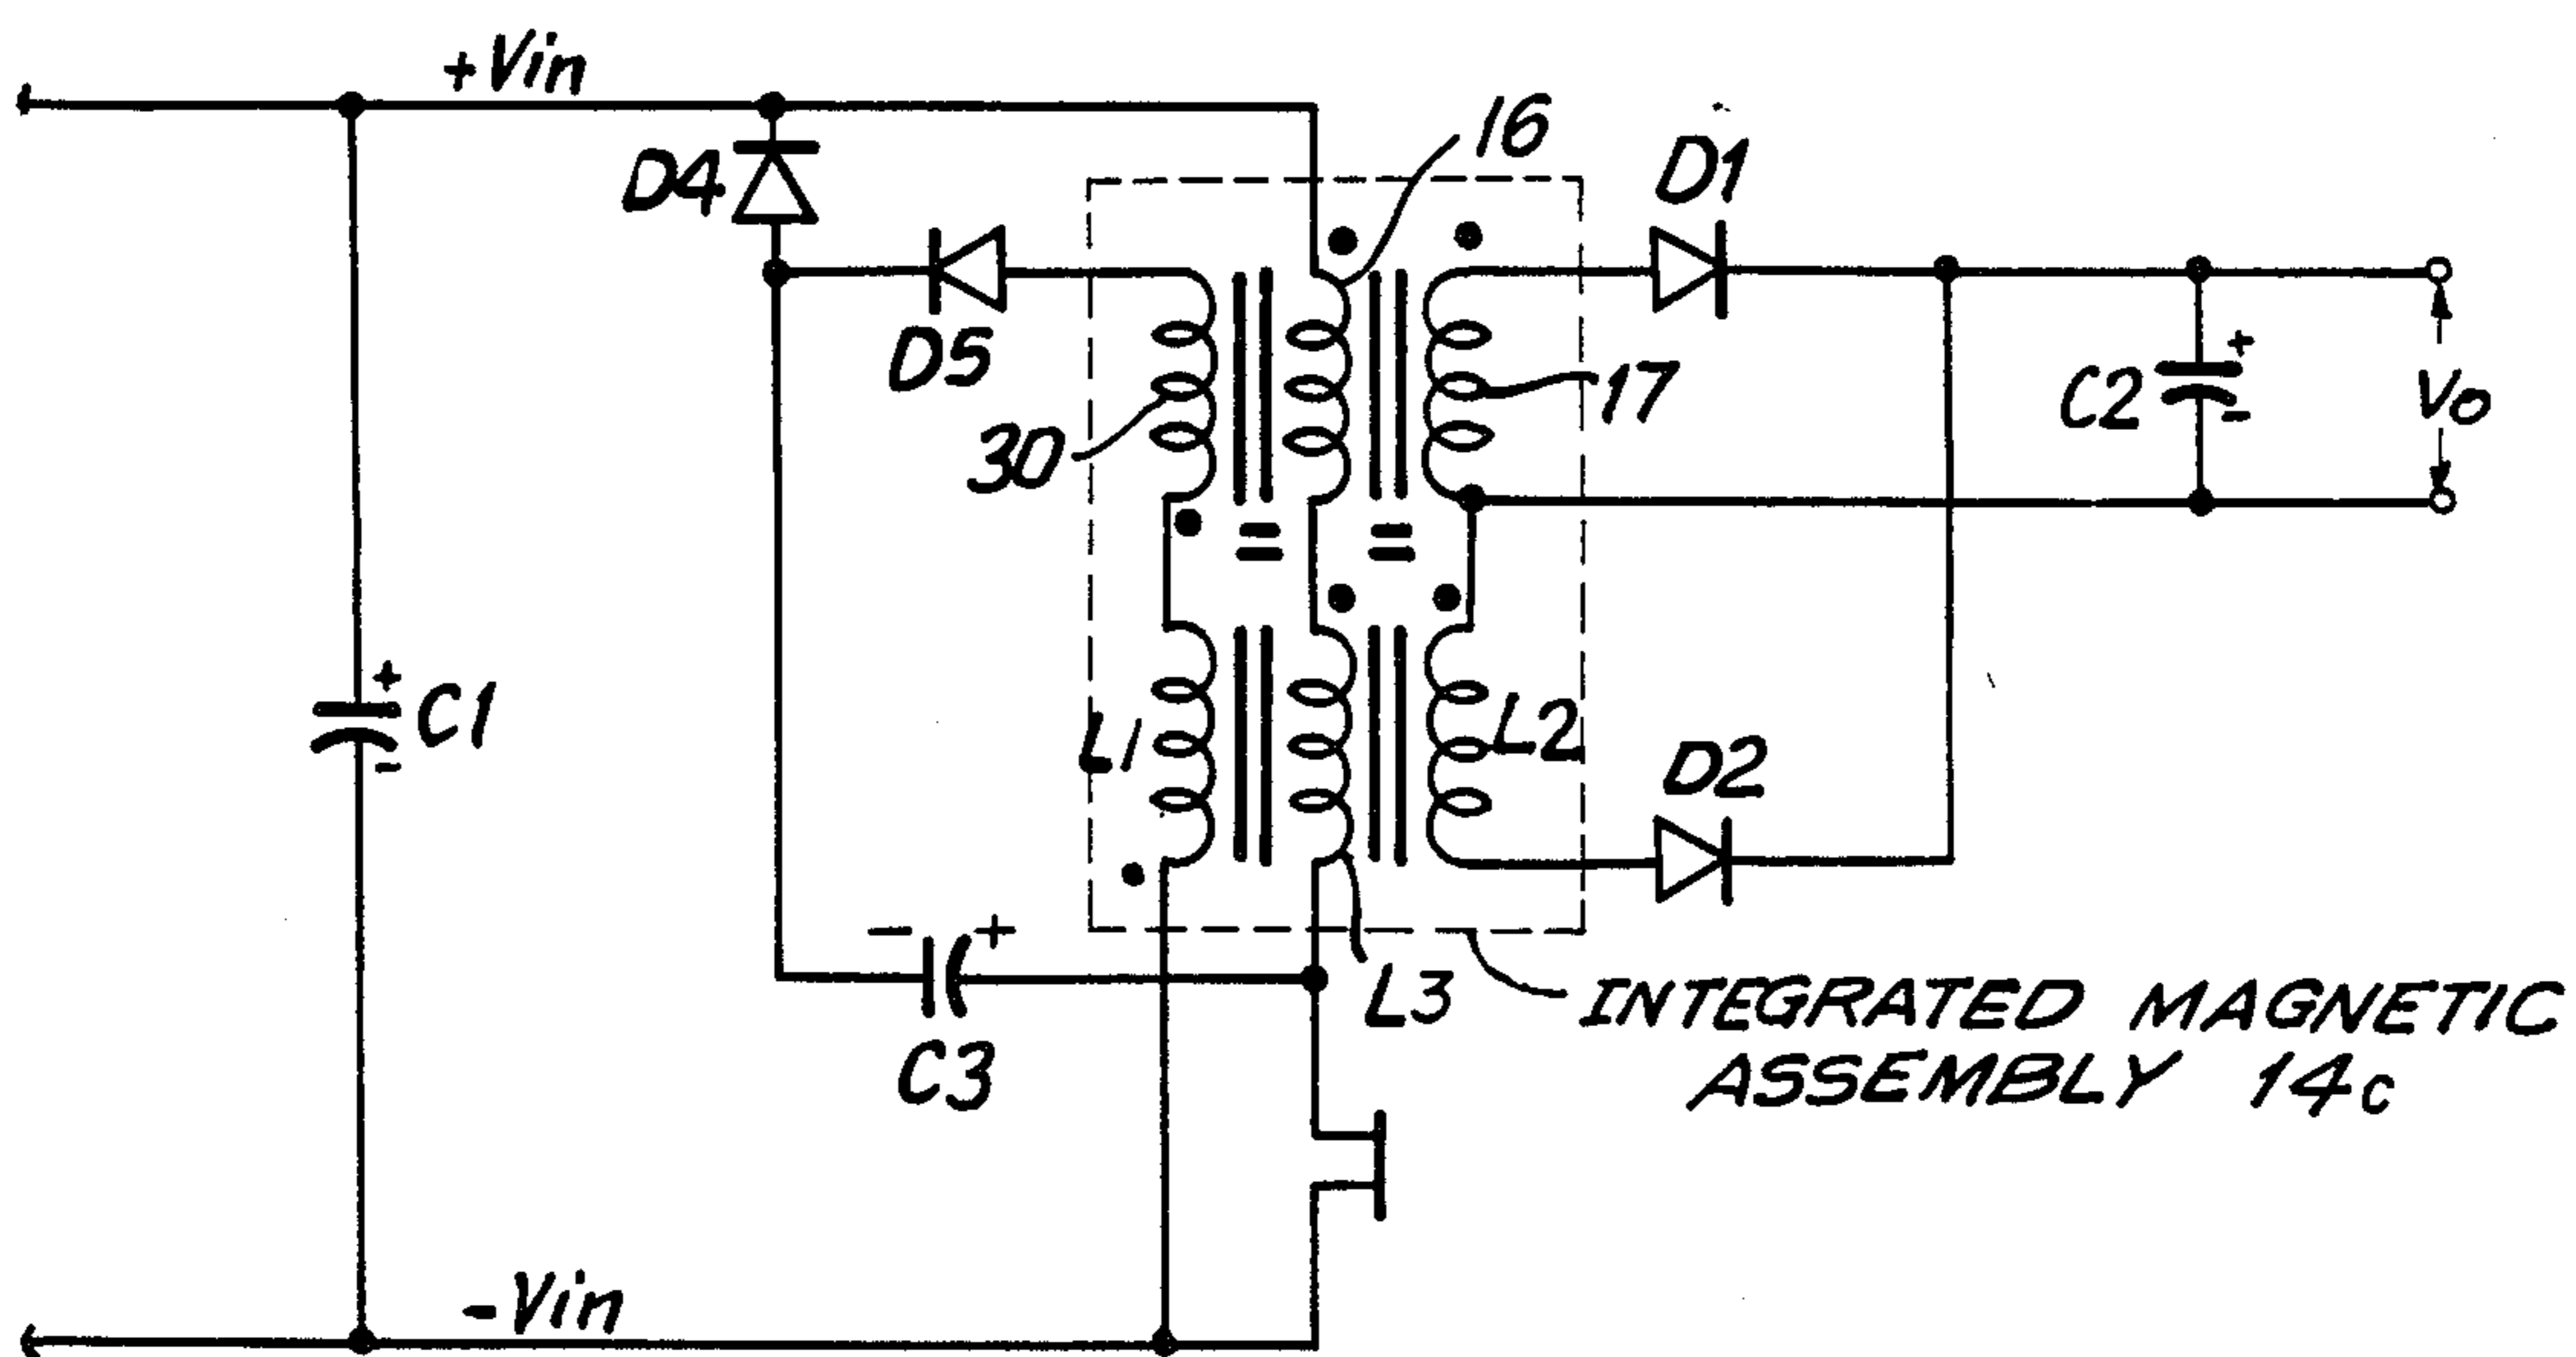 +Vin
16
D1
D4
D5
30
17
C2
+
-
Vo
+
C1
-
L1
L2
D2
- +
C3
L3
INTEGRATED MAGNETIC
ASSEMBLY 14c
-Vin